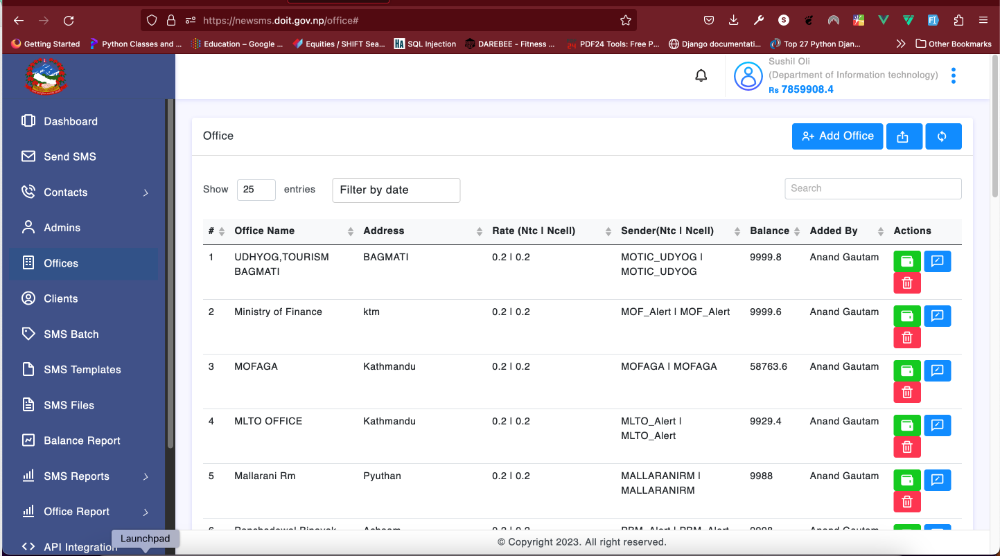 https://newsms.doit.gov.np/office#
Getting Started
Python Classes and ...
Education – Google ...
Equities / SHIFT Sea...
HA SQL Injection
DAREBEE - Fitness ...
24 PDF24 Tools: Free P...
Django documentati...
Top 27 Python Djan...
Other Bookmarks
Sushil Oli
(Department of Information technology)
Rs 7859908.4
Dashboard
Send SMS
Contacts
Admins
Offices
Clients
SMS Batch
SMS Templates
SMS Files
Balance Report
SMS Reports
Office Report
API Integration
Launchpad
Office
Add Office
Show 25 entries Filter by date
Search
# Office Name Address Rate (Ntc | Ncell) Sender(Ntc | Ncell) Balance Added By Actions
1 UDHYOG,TOURISM BAGMATI 0.2 | 0.2 MOTIC_UDYOG | 9999.8 Anand Gautam
BAGMATI MOTIC_UDYOG
2 Ministry of Finance ktm 0.2 | 0.2 MOF_Alert | MOF_Alert 9999.6 Anand Gautam
3 MOFAGA Kathmandu 0.2 | 0.2 MOFAGA | MOFAGA 58763.6 Anand Gautam
4 MLTO OFFICE Kathmandu 0.2 | 0.2 MLTO_Alert | 9929.4 Anand Gautam
MLTO_Alert
5 Mallarani Rm Pyuthan 0.2 | 0.2 MALLARANIRM | 9988 Anand Gautam
MALLARANIRM
© Copyright 2023. All right reserved.